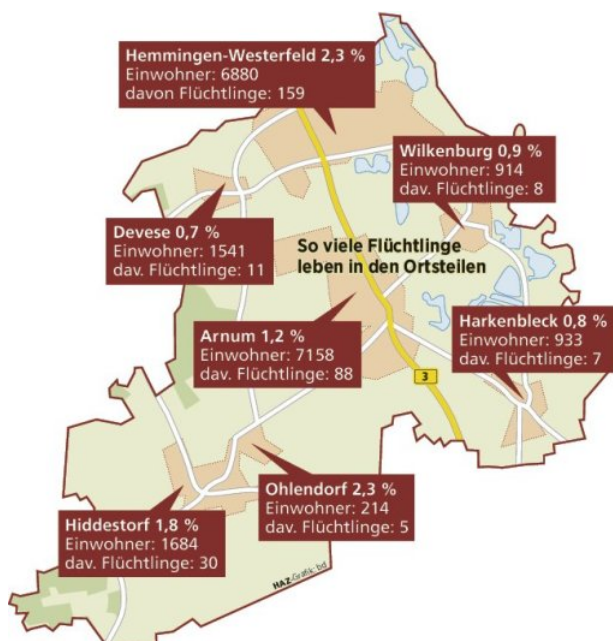 Hemmingen-Westerfeld 2,3 %
Einwohner: 6880
davon Flüchtlinge: 159
Wilkenburg 0,9 %
Einwohner: 914
dav. Flüchtlinge: 8
Devese 0,7 %
Einwohner: 1541
dav. Flüchtlinge: 11
So viele Flüchtlinge
leben in den Ortsteilen
Arnum 1,2 %
Einwohner: 7158
dav. Flüchtlinge: 88
Harkenbleck 0,8 %
Einwohner: 933
dav. Flüchtlinge: 7
3
Ohlendorf 2,3 %
Einwohner: 214
dav. Flüchtlinge: 5
Hiddestorf 1,8 %
Einwohner: 1684
dav. Flüchtlinge: 30
HAZ-Grafik: bd